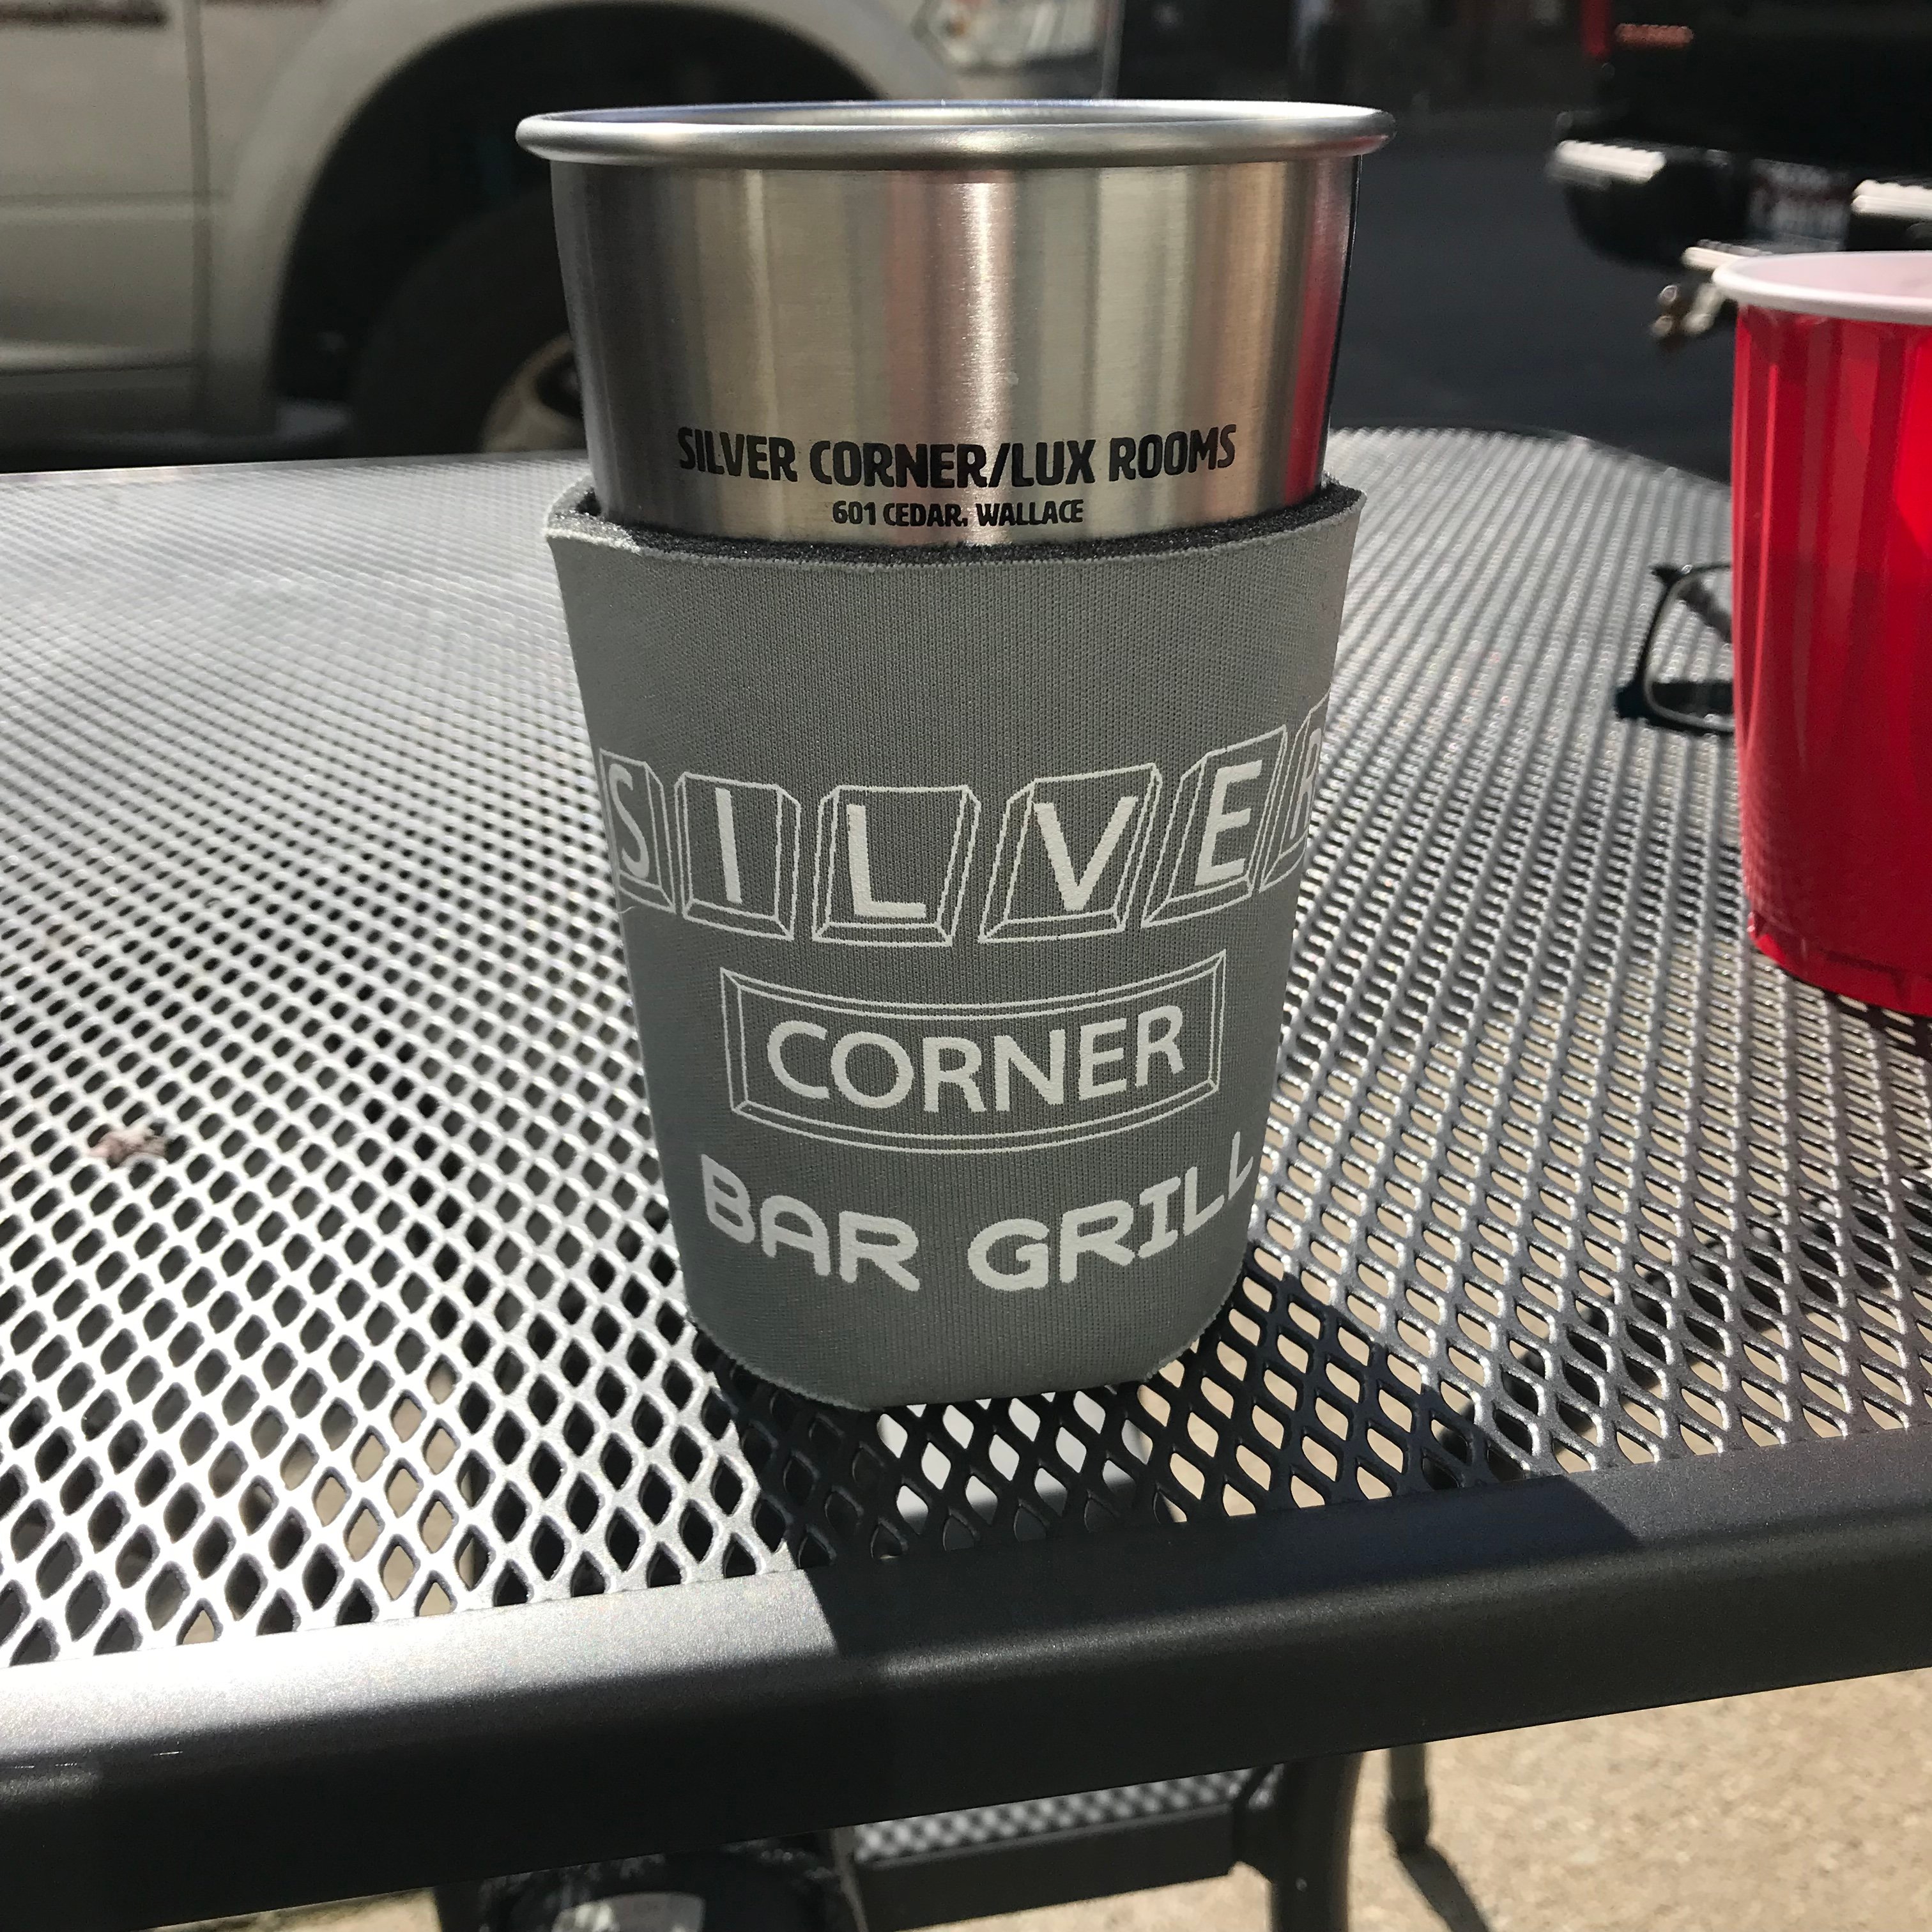 SILVER CORNER/LUX ROOMS
601 CEDAR, WALLACE
SILVER
CORNER
BAR GRILL